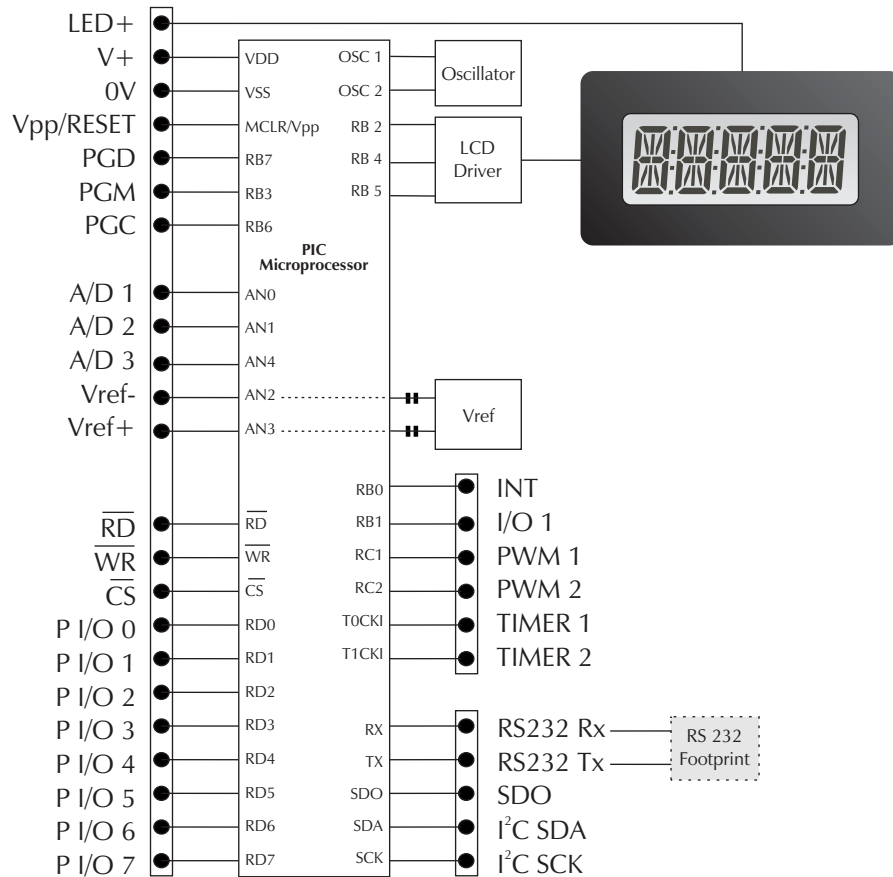 LED+
V+
0V
Vpp/RESET
PGD
PGM
PGC
A/D 1
A/D 2
A/D 3
Vref-
Vref+
RD
WR
CS
P I/O 0
P I/O 1
P I/O 2
P I/O 3
P I/O 4
P I/O 5
P I/O 6
P I/O 7
VDD
VSS
MCLR/Vpp
RB7
RB3
RB6
PIC
Microprocessor
AN0
AN1
AN4
AN2
AN3
RD
WR
CS
RD0
RD1
RD2
RD3
RD4
RD5
RD6
RD7
OSC 1
OSC 2
RB 2
RB 4
RB 5
RB0
RB1
RC1
RC2
T0CKI
T1CKI
RX
TX
SDO
SDA
SCK
Oscillator
LCD
Driver
Vref
INT
I/O 1
PWM 1
PWM 2
TIMER 1
TIMER 2
RS232 Rx
RS232 Tx
SDO
I²C SDA
I²C SCK
RS 232
Footprint